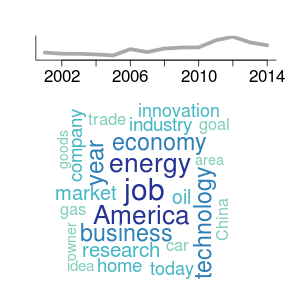 2002 2006 2010 2014
innovation
trade
industry goal
company
goods
year
economy
energy
area
job
market
oil
technology
gas
America
China
business
owner
research
car
idea
home
today